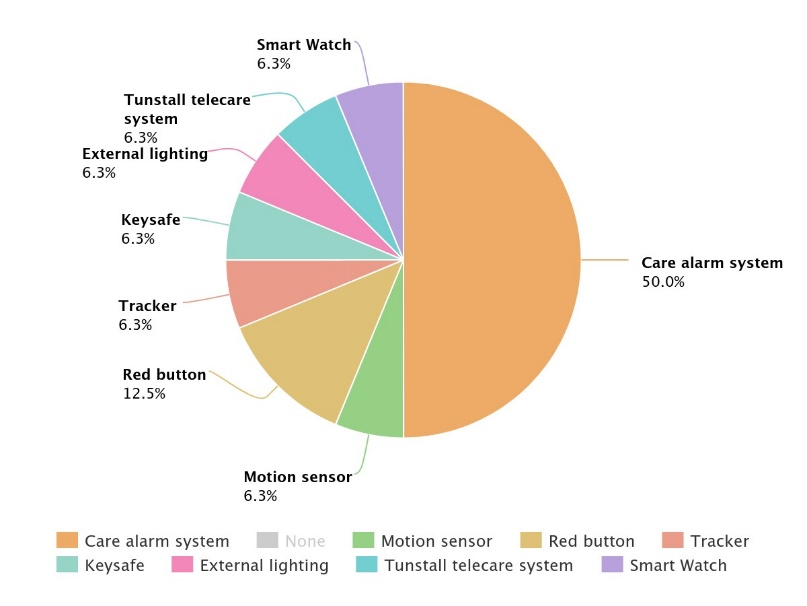 Smart Watch
6.3%
Tunstall telecare
system
6.3%
External lighting
6.3%
Keysafe
6.3%
Tracker
6.3%
Red button
12.5%
Motion sensor
6.3%
Care alarm system
50.0%
Care alarm system None Motion sensor Red button Tracker
Keysafe External lighting Tunstall telecare system Smart Watch